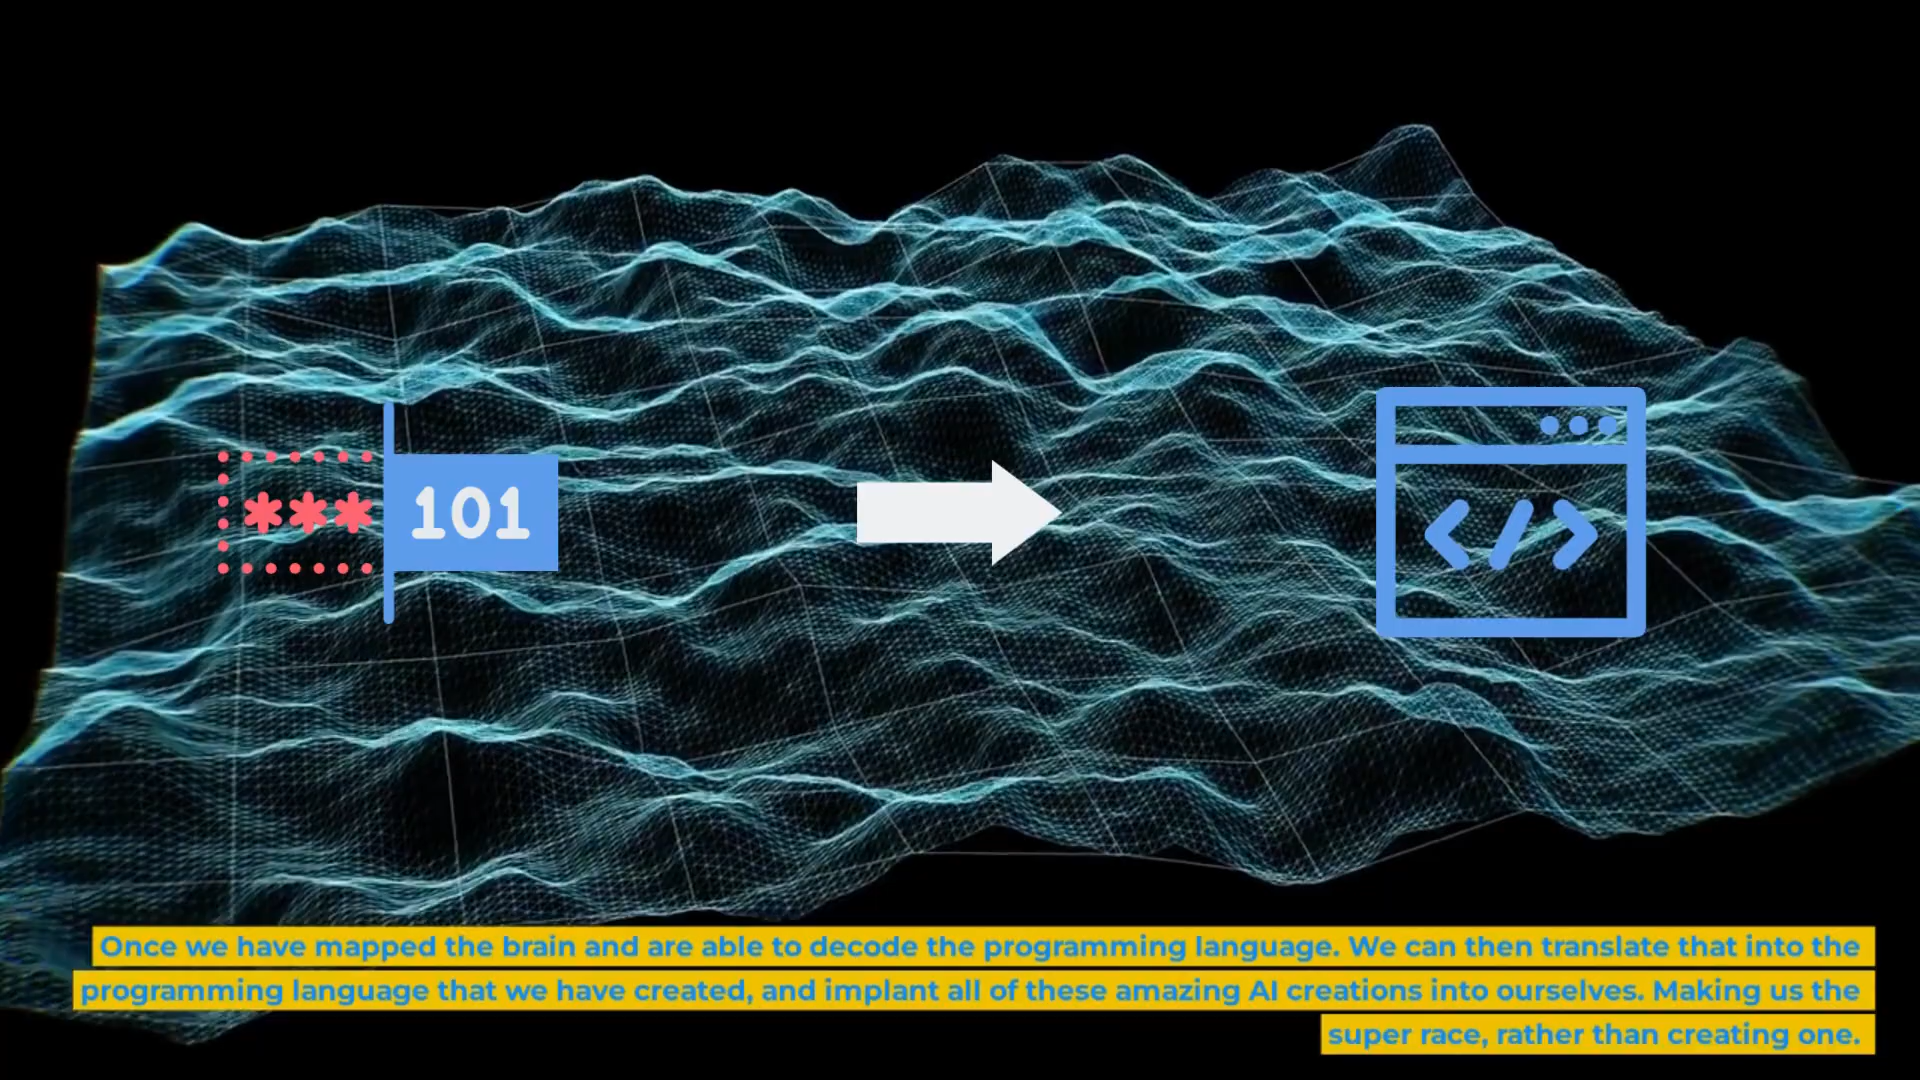 *** 101
</>
Once we have mapped the brain and are able to decode the programming language. We can then translate that into the
programming language that we have created, and implant all of these amazing AI creations into ourselves. Making us the
super race, rather than creating one.